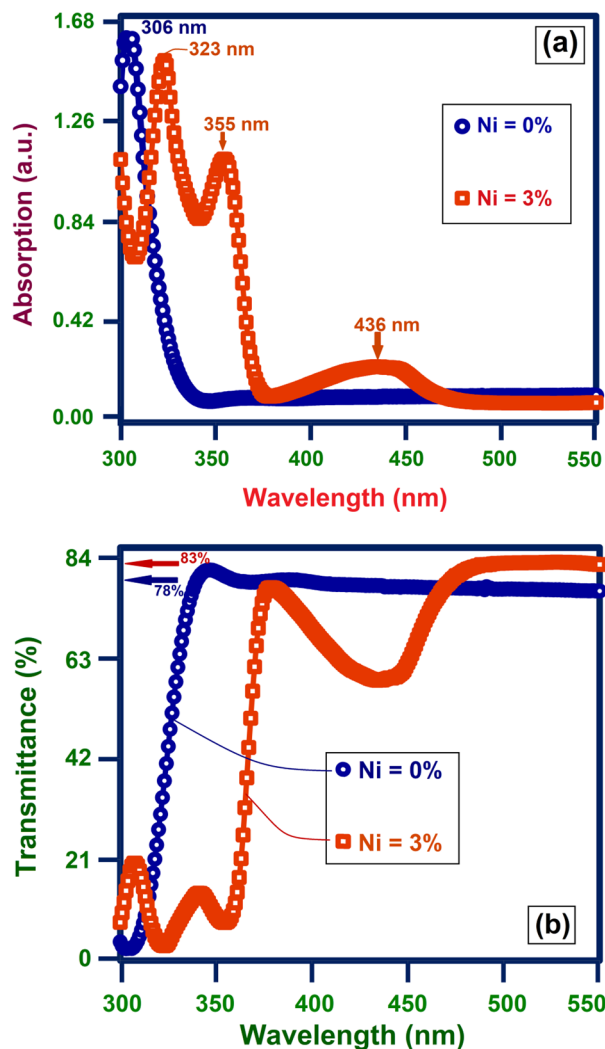 1.68
306 nm
(a)
323 nm
1.26
355 nm
Ni = 0%
Ni = 3%
0.84
0.42
436 nm
0.00
300 350 400 450 500 550
Absorption (a.u.)
Wavelength (nm)
84
83%
78%
63
42
Ni = 0%
Ni = 3%
21
(b)
0
300 350 400 450 500 550
Transmittance (%)
Wavelength (nm)